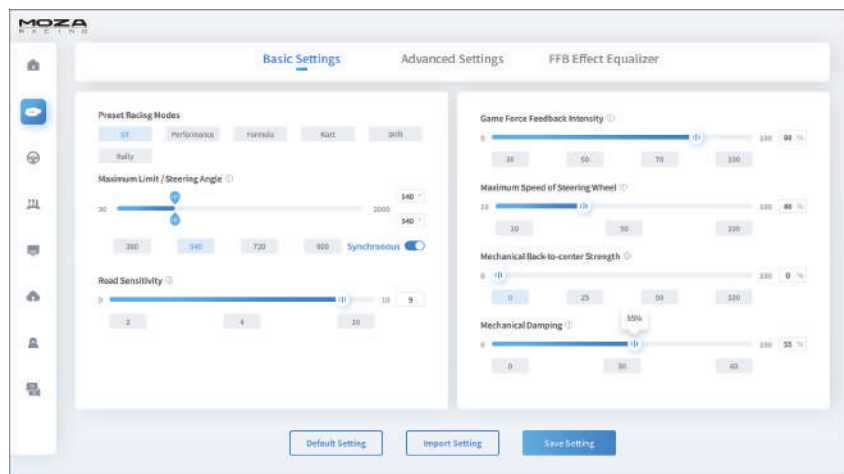 MOZA
RACING
Basic Settings Advanced Settings FFB Effect Equalizer
Preset Racing Modes
GT Performance Formula Kart Drift
Rally
Maximum Limit / Steering Angle
540 °
90 2000
540 °
360 540 720 900 Synchronous
Road Sensitivity
0 10 9
2 4 10
Game Force Feedback Intensity
0 100 80 %
30 50 70 100
Maximum Speed of Steering Wheel
10 100 40 %
10 50 100
Mechanical Back-to-center Strength
0 100 0 %
0 25 50 100
55%
Mechanical Damping
0 100 55 %
0 30 60
Default Setting Import Setting Save Setting